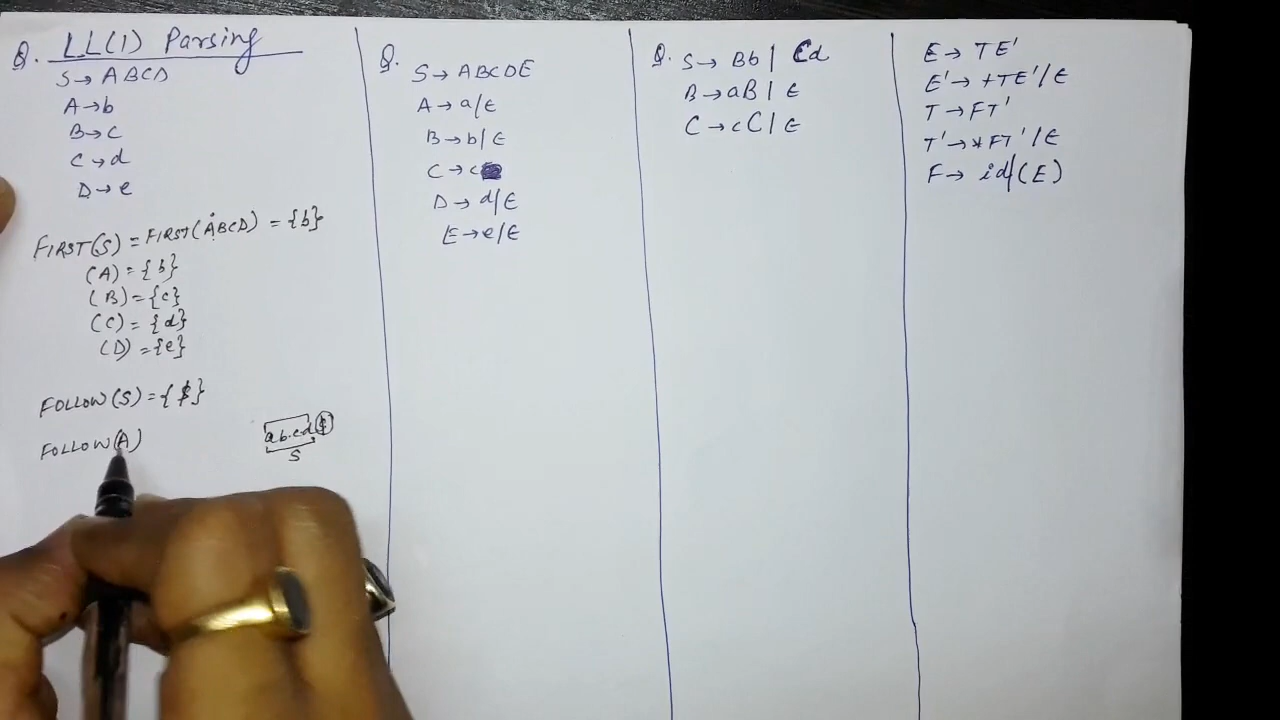 Q. LL(1) Parsing
S→ABCD
A→b
B→c
C→d
D→e
FIRST(S) = FIRST(ABCD) = {b}
(A) = {b}
(B) = {c}
(C) = {d}
(D) = {e}
FOLLOW(S) = {$}
FOLLOW(A)
abcd$
S
Q.
S→ABCDE
A→a/ε
B→b/ε
C→c
D→d/ε
E→e/ε
Q. S→Bb| Cd
B→aB| ε
C→cC| ε
E→TE'
E'→+TE'/ε
T→FT'
T'→*FT'/ε
F→id/(E)